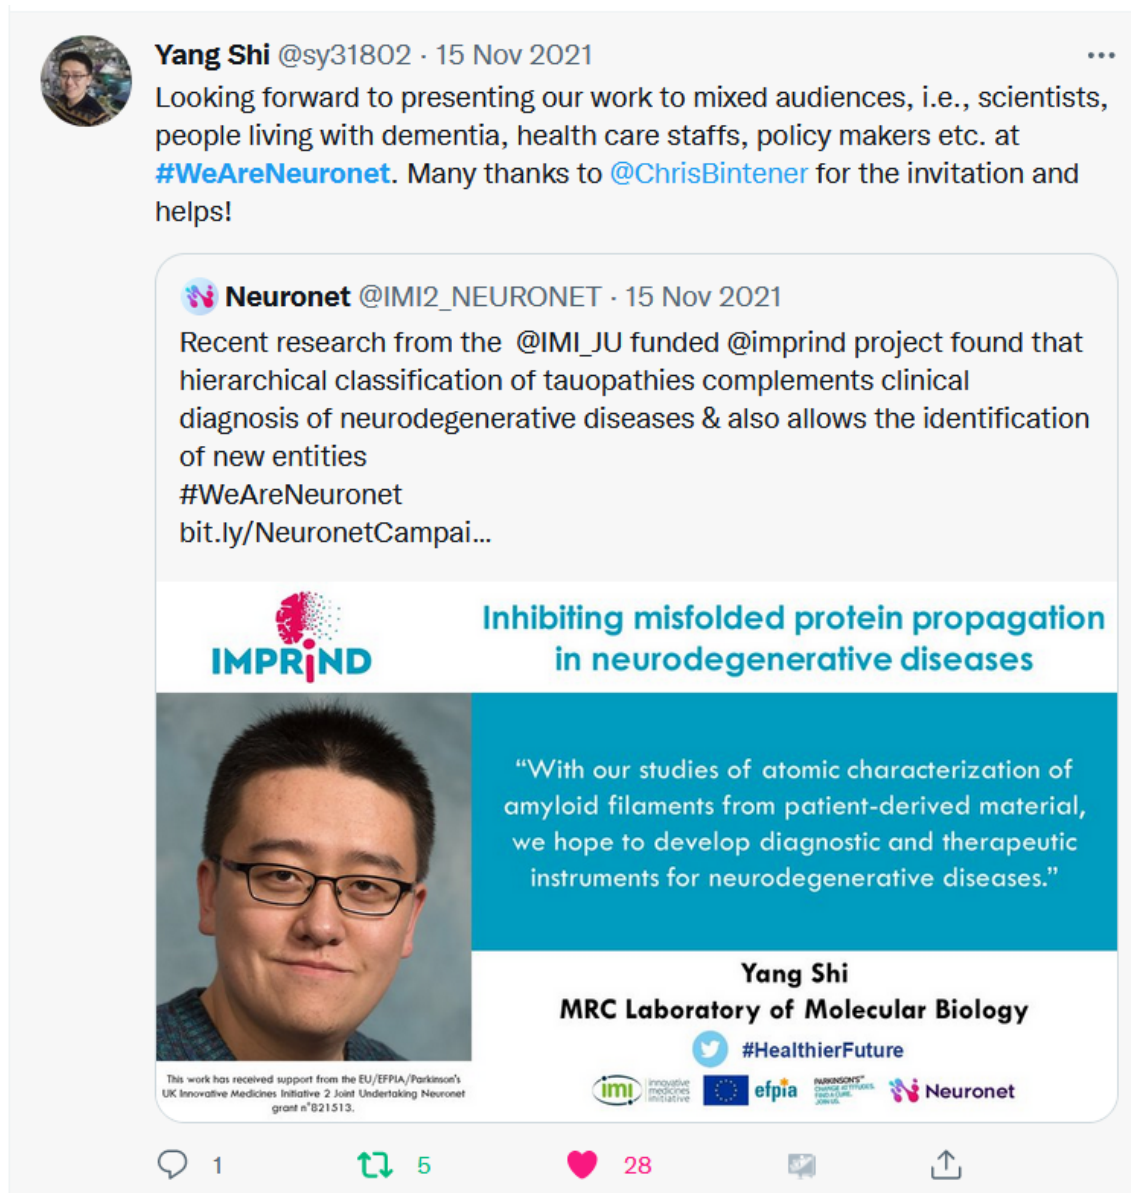 Yang Shi @sy31802 · 15 Nov 2021
Looking forward to presenting our work to mixed audiences, i.e., scientists,
people living with dementia, health care staffs, policy makers etc. at
#WeAreNeuronet. Many thanks to @ChrisBintener for the invitation and
helps!
Neuronet @IMI2_NEURONET · 15 Nov 2021
Recent research from the @IMI_JU funded @imprind project found that
hierarchical classification of tauopathies complements clinical
diagnosis of neurodegenerative diseases & also allows the identification
of new entities
#WeAreNeuronet
bit.ly/NeuronetCampai...
IMPRiND
Inhibiting misfolded protein propagation
in neurodegenerative diseases
“With our studies of atomic characterization of
amyloid filaments from patient-derived material,
we hope to develop diagnostic and therapeutic
instruments for neurodegenerative diseases.”
Yang Shi
MRC Laboratory of Molecular Biology
#HealthierFuture
This work has received support from the EU/EFPIA/Parkinson's
UK Innovative Medicines Initiative 2 Joint Undertaking Neuronet
grant n°821513.
imi innovative
medicines
initiative
efpia
PARKINSON'S
CHANGE ATTITUDES.
FIND A CURE.
JOIN US.
Neuronet
1 5 28